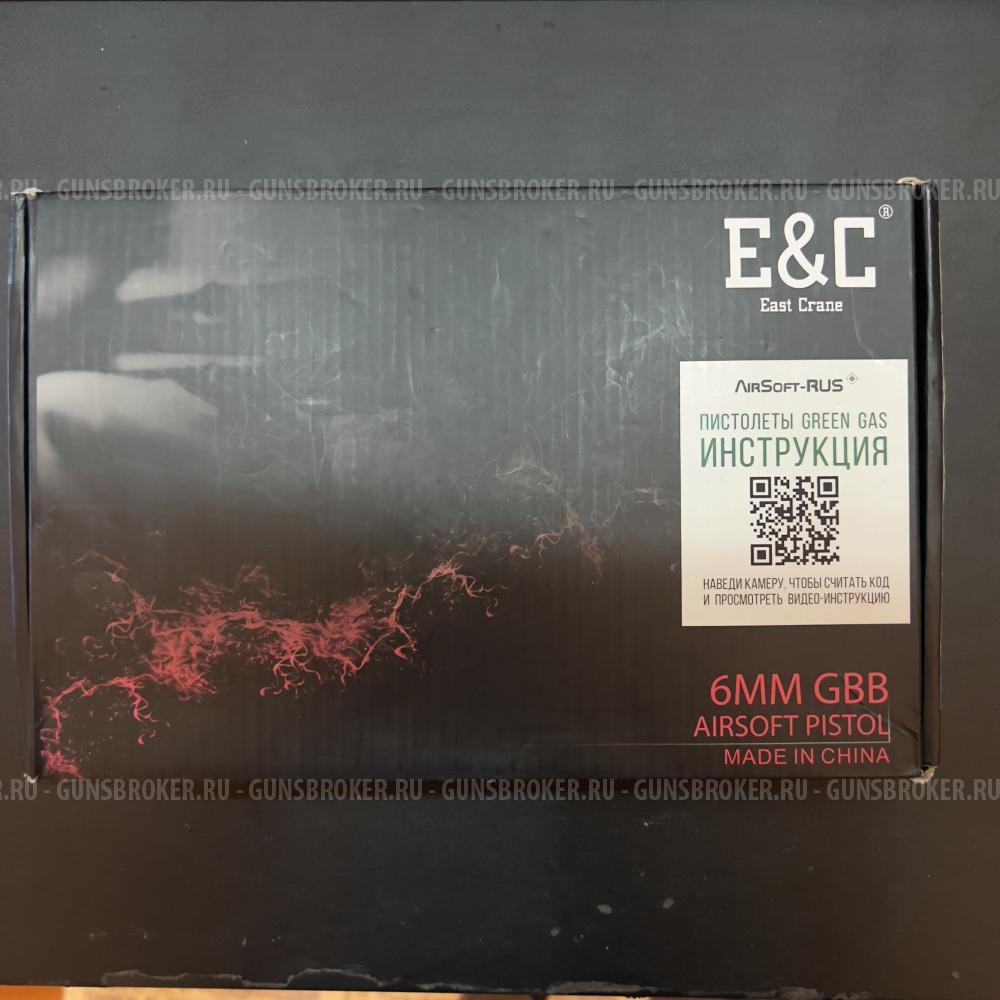 .RU - GUNSBROKER.RU - GUNSBROKER.RU - GUNSBROKER.RU - GUNSBROKER.RU - GUNSBROKER.RU
E&C®
East Crane
AIRSOFT-RUS
ПИСТОЛЕТЫ GREEN GAS
ИНСТРУКЦИЯ
НАВЕДИ КАМЕРУ, ЧТОБЫ СЧИТАТЬ КОД
И ПРОСМОТРЕТЬ ВИДЕО-ИНСТРУКЦИЮ
6MM GBB
AIRSOFT PISTOL
MADE IN CHINA
.RU - GUNSBROKER.RU - GUNSBROKER.RU - GUNSBROKER.RU - GUNSBROKER.RU - GUNSBROKER.RU